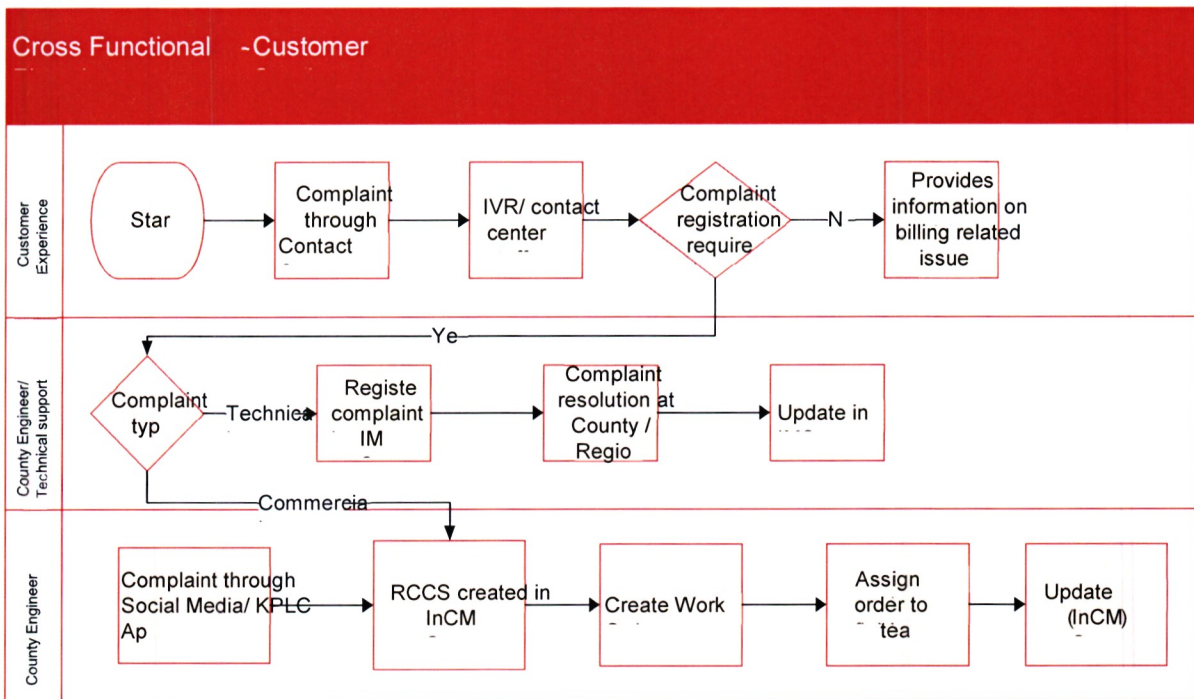 Cross Functional -Customer
Customer
Experience
Star
Complaint
through
Contact
IVR/ contact
center
Complaint
registration
require
N
Provides
information on
billing related
issue
Ye
County Engineer/
Technical support
Complaint
typ
Technica
Registe
complaint
IM
Complaint
resolution at
County /
Regio
Update in
Commercia
County Engineer
Complaint through
Social Media/ KPLC
Ap
RCCS created in
InCM
Create Work
Assign
order to
tea
Update
(InCM)